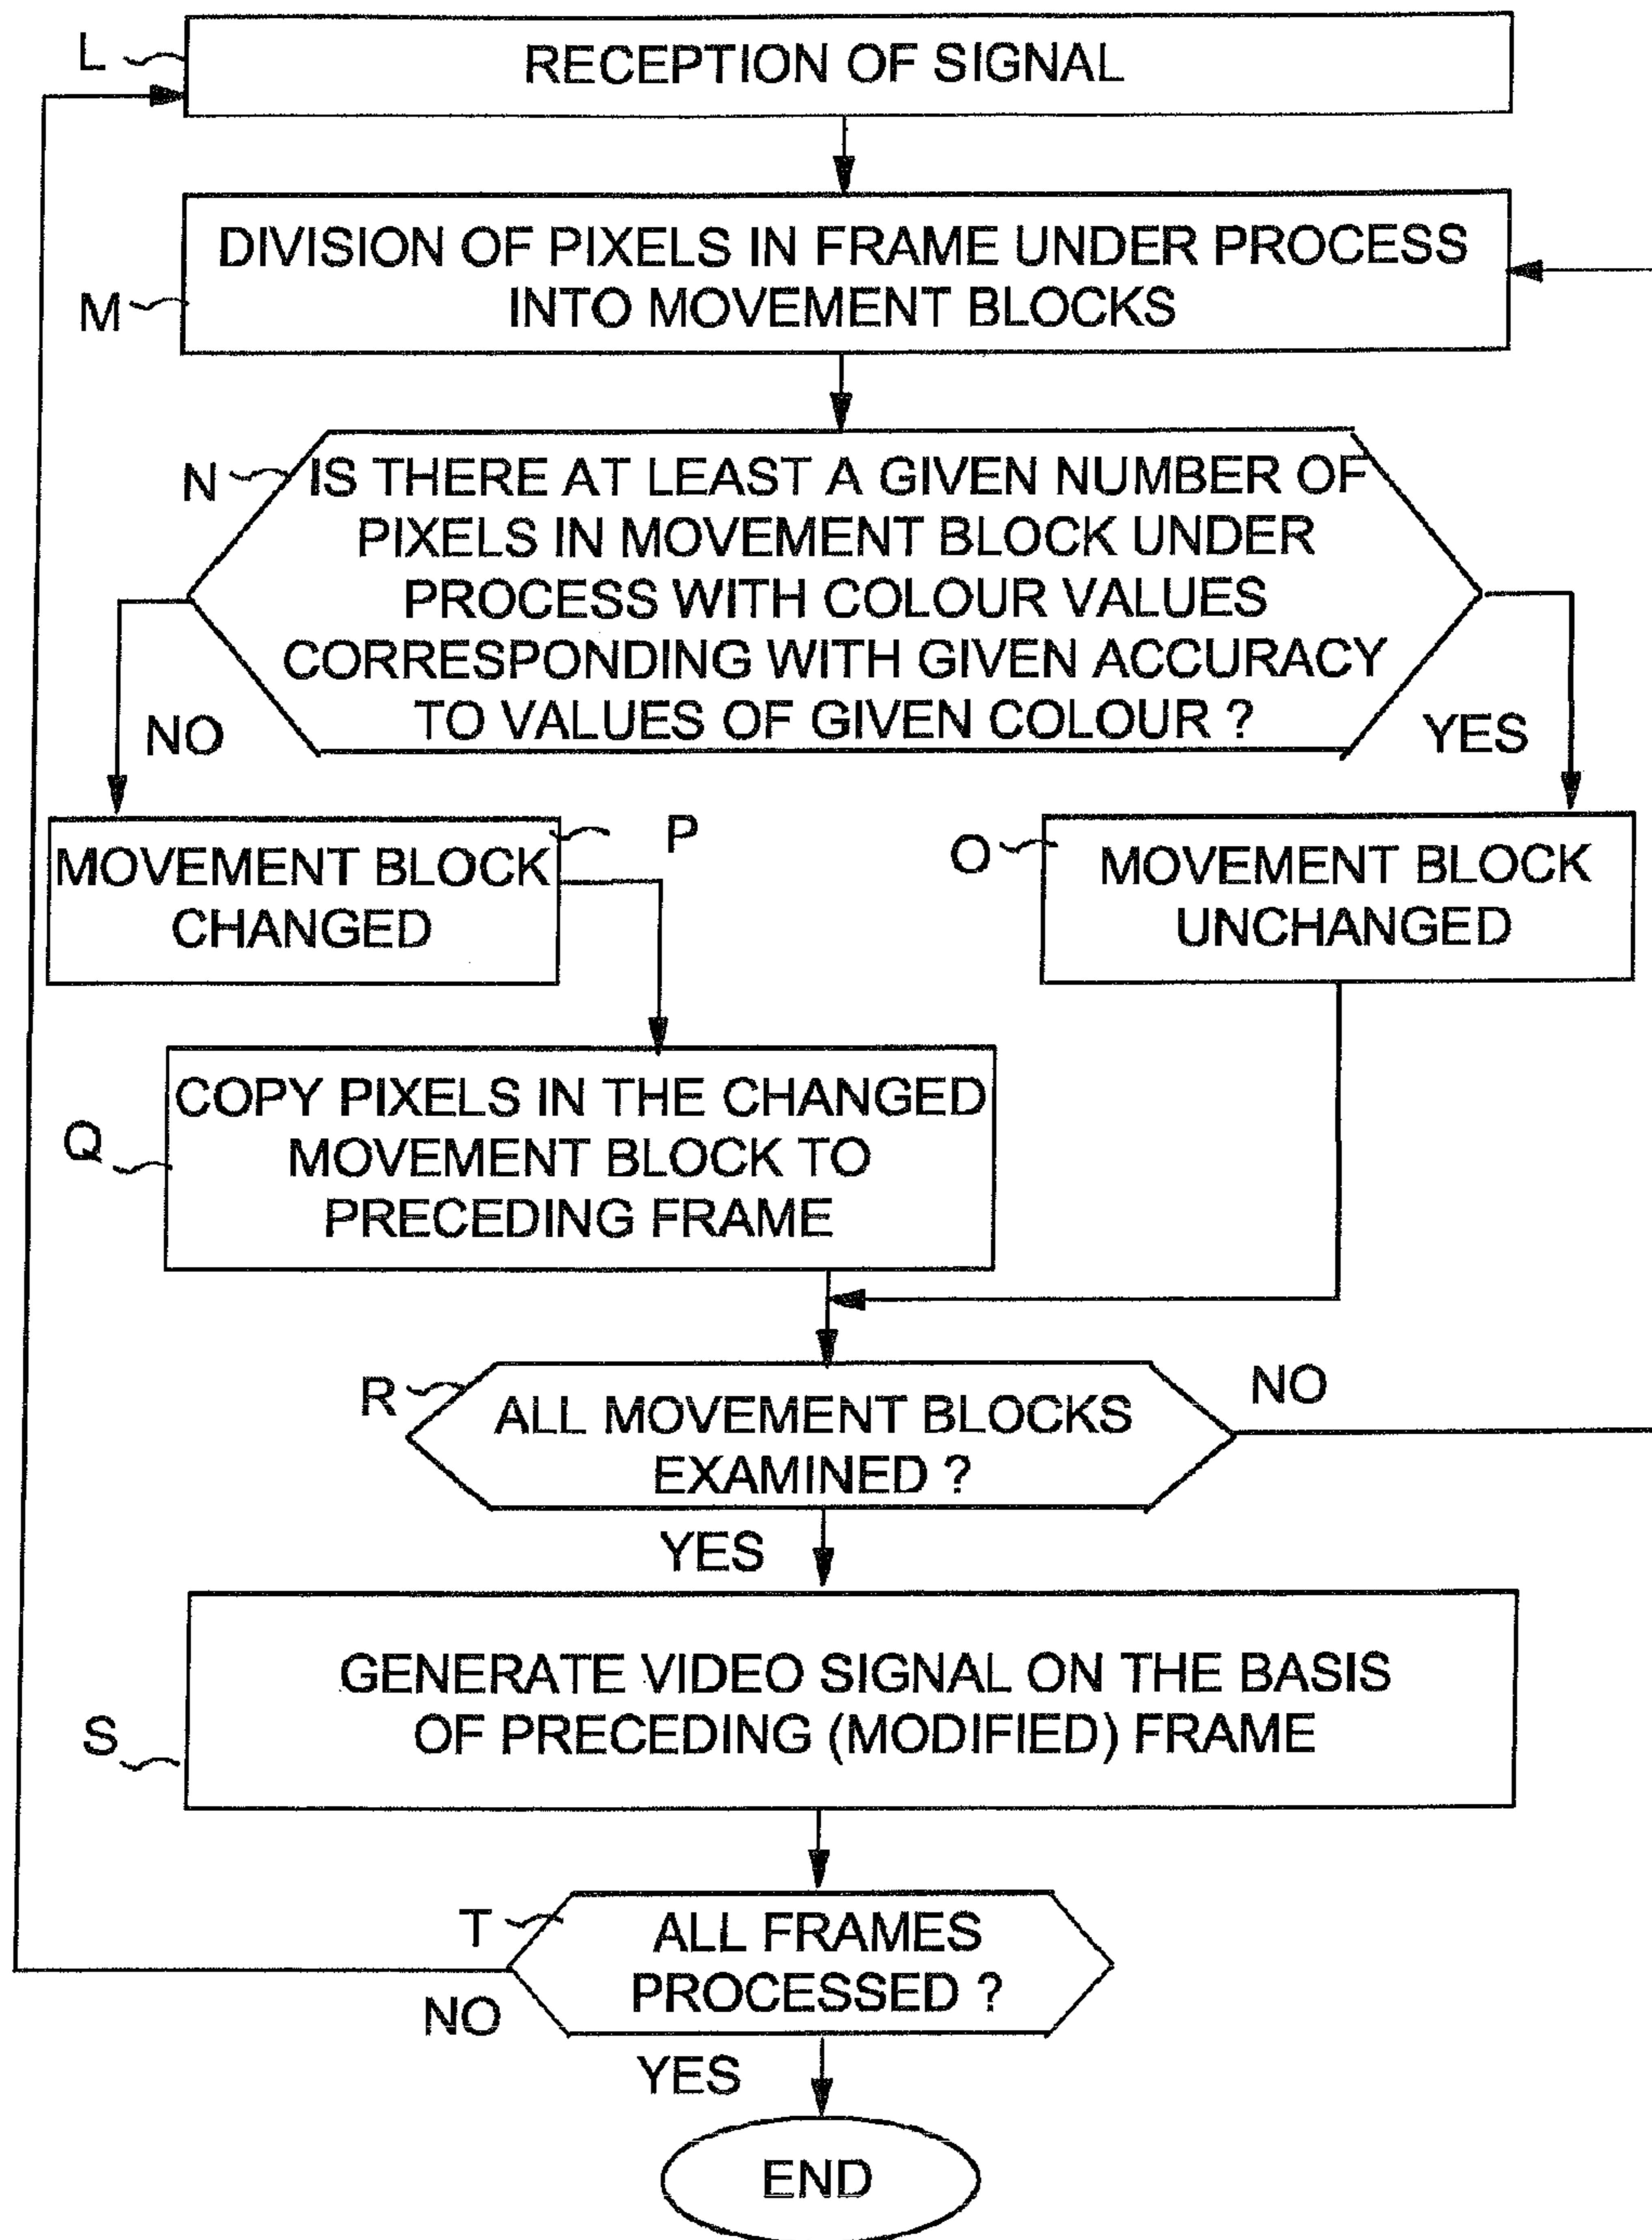 L
RECEPTION OF SIGNAL
DIVISION OF PIXELS IN FRAME UNDER PROCESS
INTO MOVEMENT BLOCKS
M
N
IS THERE AT LEAST A GIVEN NUMBER OF
PIXELS IN MOVEMENT BLOCK UNDER
PROCESS WITH COLOUR VALUES
CORRESPONDING WITH GIVEN ACCURACY
TO VALUES OF GIVEN COLOUR ?
NO
YES
P
MOVEMENT BLOCK
CHANGED
O
MOVEMENT BLOCK
UNCHANGED
Q
COPY PIXELS IN THE CHANGED
MOVEMENT BLOCK TO
PRECEDING FRAME
R
ALL MOVEMENT BLOCKS
EXAMINED ?
NO
YES
GENERATE VIDEO SIGNAL ON THE BASIS
OF PRECEDING (MODIFIED) FRAME
S
T
ALL FRAMES
PROCESSED ?
NO
YES
END